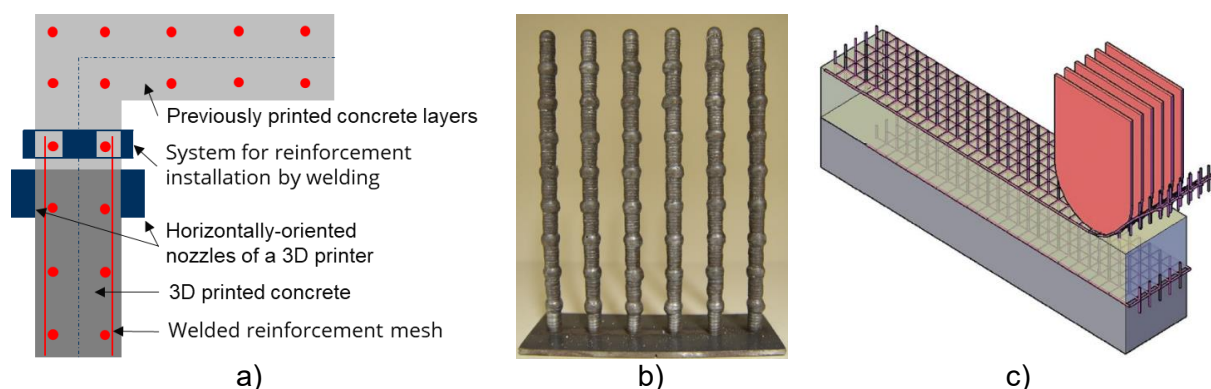 Previously printed concrete layers
System for reinforcement
installation by welding
Horizontally-oriented
nozzles of a 3D printer
3D printed concrete
Welded reinforcement mesh
a)
b)
c)